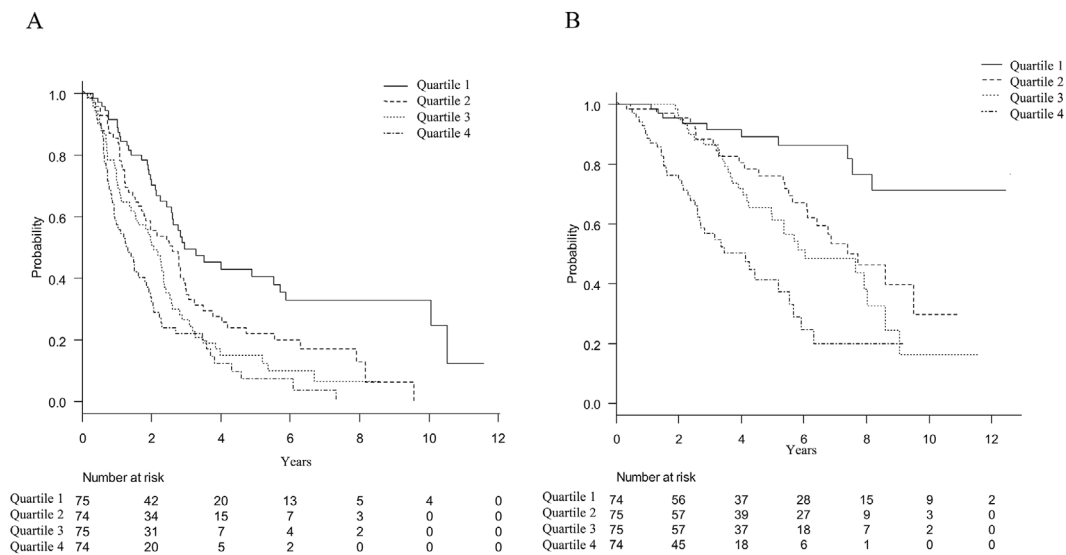 A
Quartile 1
Quartile 2
Quartile 3
Quartile 4
Probability
1.0
0.8
0.6
0.4
0.2
0.0
0 2 4 6 8 10 12
Years
Number at risk
Quartile 1 75 42 20 13 5 4 0
Quartile 2 74 34 15 7 3 0 0
Quartile 3 75 31 7 4 2 0 0
Quartile 4 74 20 5 2 0 0 0
B
Quartile 1
Quartile 2
Quartile 3
Quartile 4
Probability
1.0
0.8
0.6
0.4
0.2
0.0
0 2 4 6 8 10 12
Years
Number at risk
Quartile 1 74 56 37 28 15 9 2
Quartile 2 75 57 39 27 9 3 0
Quartile 3 75 57 37 18 7 2 0
Quartile 4 74 45 18 6 1 0 0